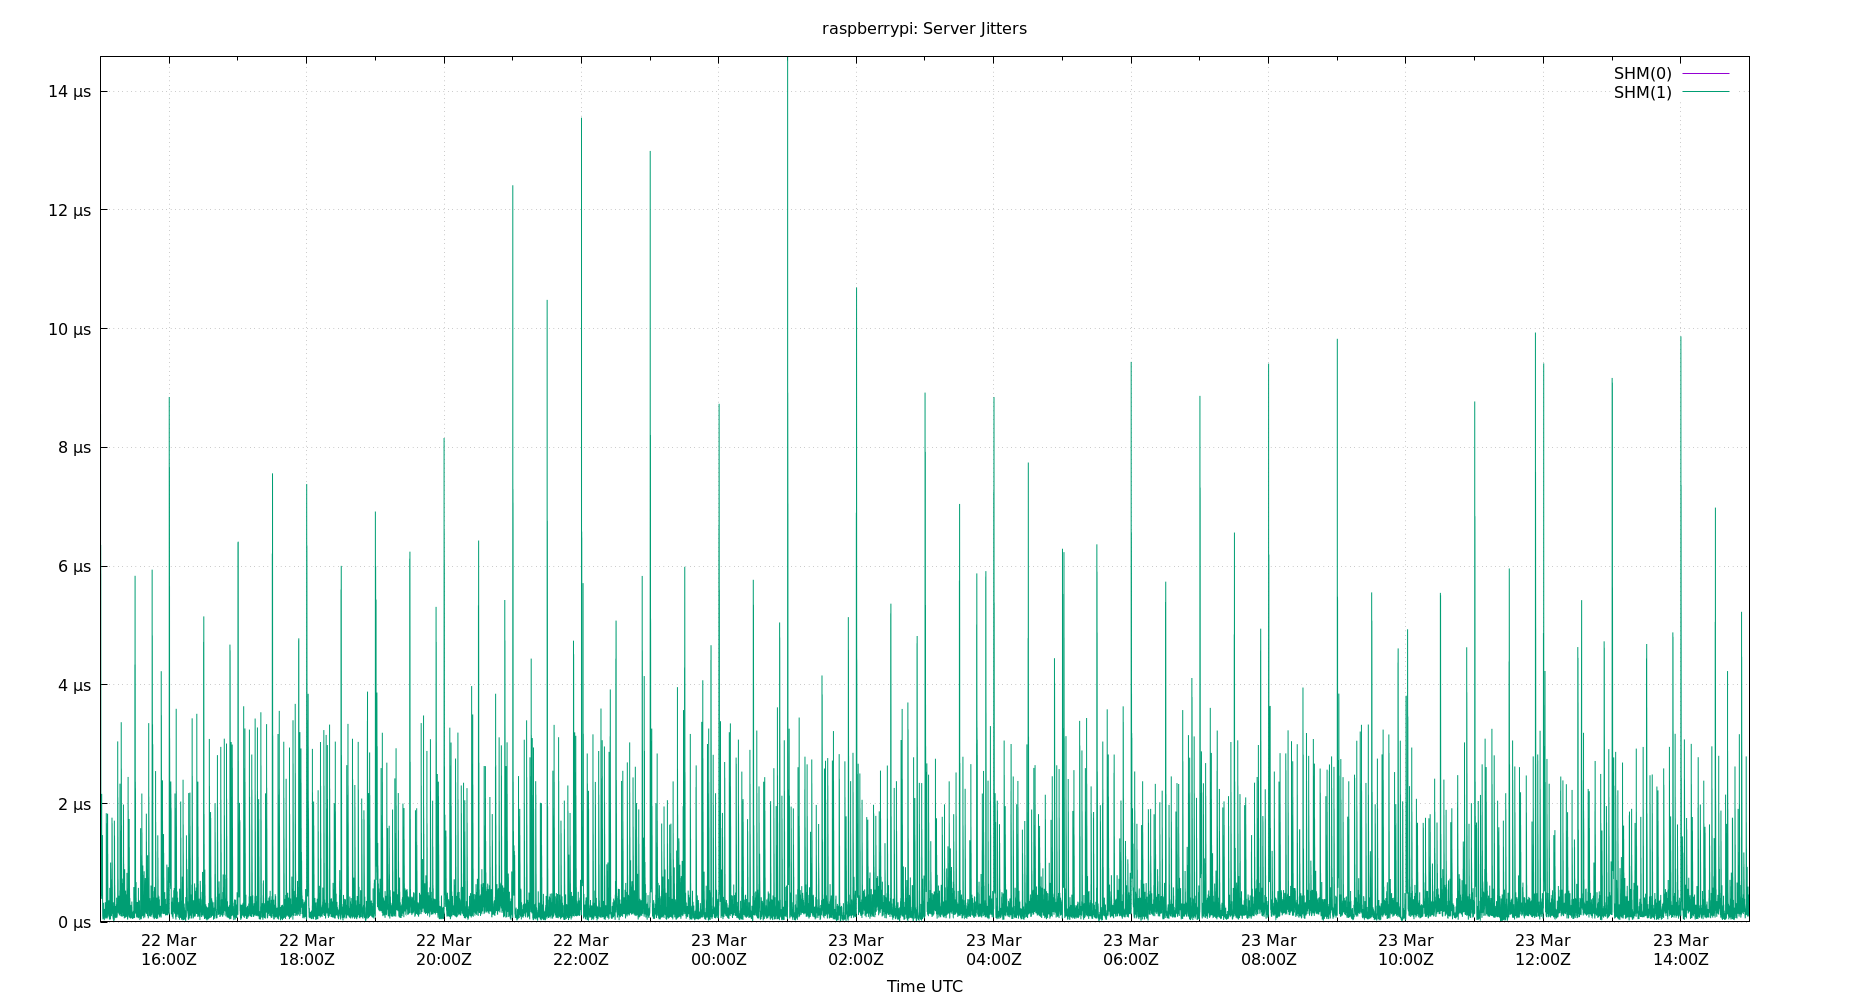 raspberrypi: Server Jitters
SHM(0)
SHM(1)
14 µs
12 µs
10 µs
8 µs
6 µs
4 µs
2 µs
0 µs
22 Mar 22 Mar 22 Mar 22 Mar 23 Mar 23 Mar 23 Mar 23 Mar 23 Mar 23 Mar 23 Mar 23 Mar
16:00Z 18:00Z 20:00Z 22:00Z 00:00Z 02:00Z 04:00Z 06:00Z 08:00Z 10:00Z 12:00Z 14:00Z
Time UTC